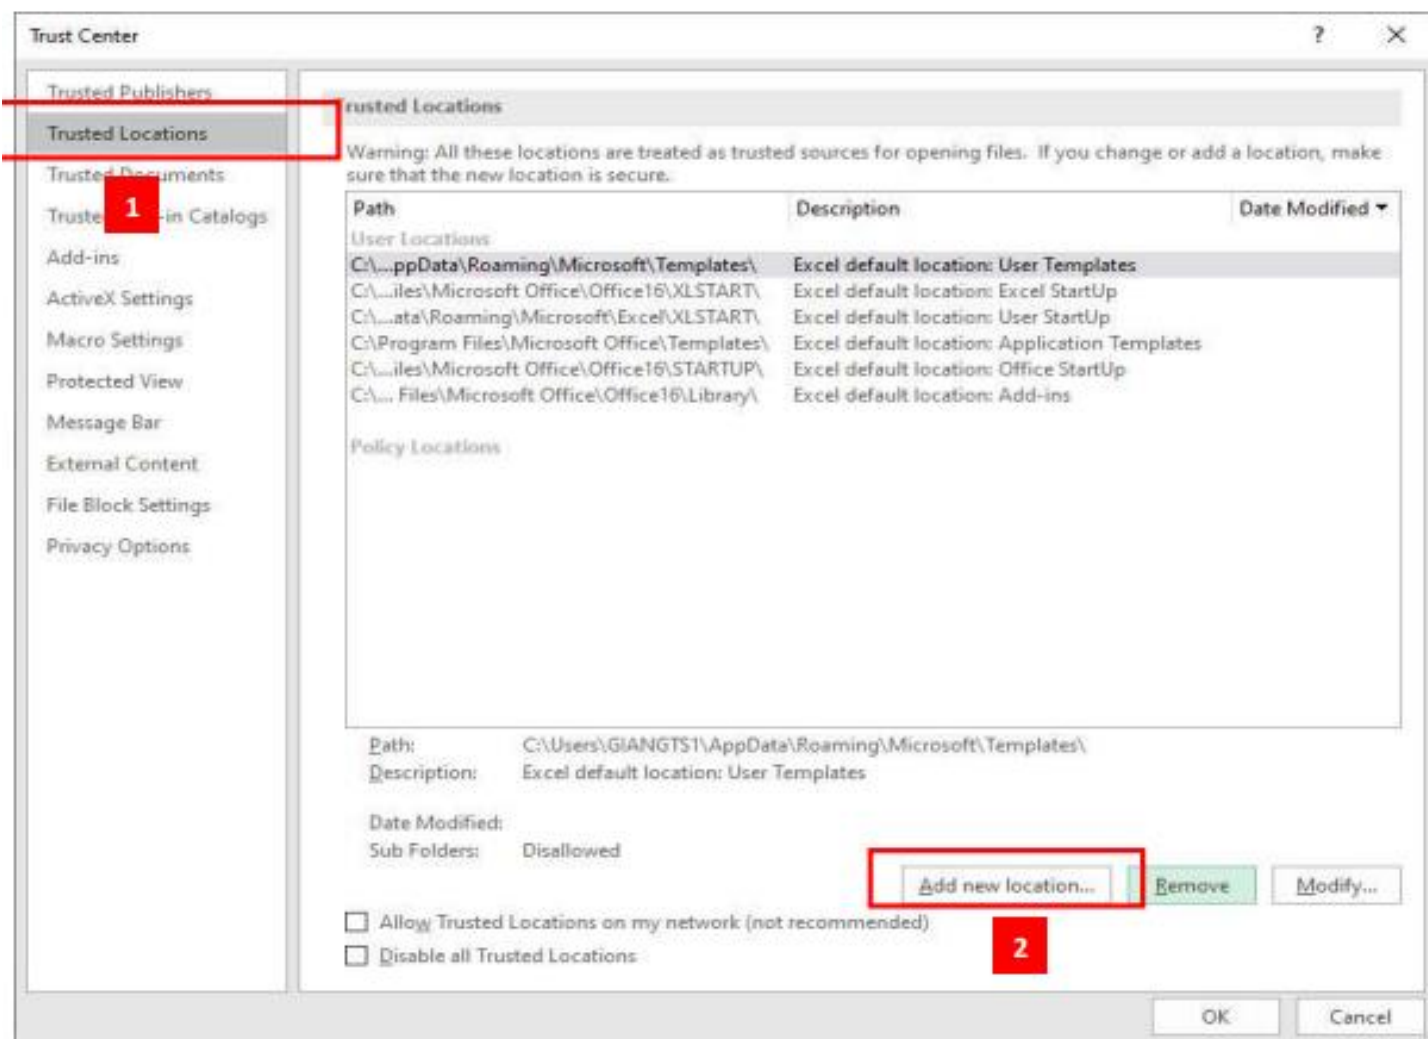 Trust Center
?
Trusted Publishers
Trusted Locations
Trusted Documents
1
Truste -in Catalogs
Add-ins
ActiveX Settings
Macro Settings
Protected View
Message Bar
External Content
File Block Settings
Privacy Options
Trusted Locations
Warning: All these locations are treated as trusted sources for opening files. If you change or add a location, make
sure that the new location is secure.
Path Description Date Modified
User Locations
C:\...ppData\Roaming\Microsoft\Templates\ Excel default location: User Templates
C:\...iles\Microsoft Office\Office16\XLSTART\ Excel default location: Excel StartUp
C:\...ata\Roaming\Microsoft\Excel\XLSTART\ Excel default location: User StartUp
C:\Program Files\Microsoft Office\Templates\ Excel default location: Application Templates
C:\...iles\Microsoft Office\Office16\STARTUP\ Excel default location: Office StartUp
C:\... Files\Microsoft Office\Office16\Library\ Excel default location: Add-ins
Policy Locations
Path: C:\Users\GIANGTS1\AppData\Roaming\Microsoft\Templates\
Description: Excel default location: User Templates
Date Modified:
Sub Folders: Disallowed
Add new location... Remove Modify...
Allow Trusted Locations on my network (not recommended)
2
Disable all Trusted Locations
OK Cancel